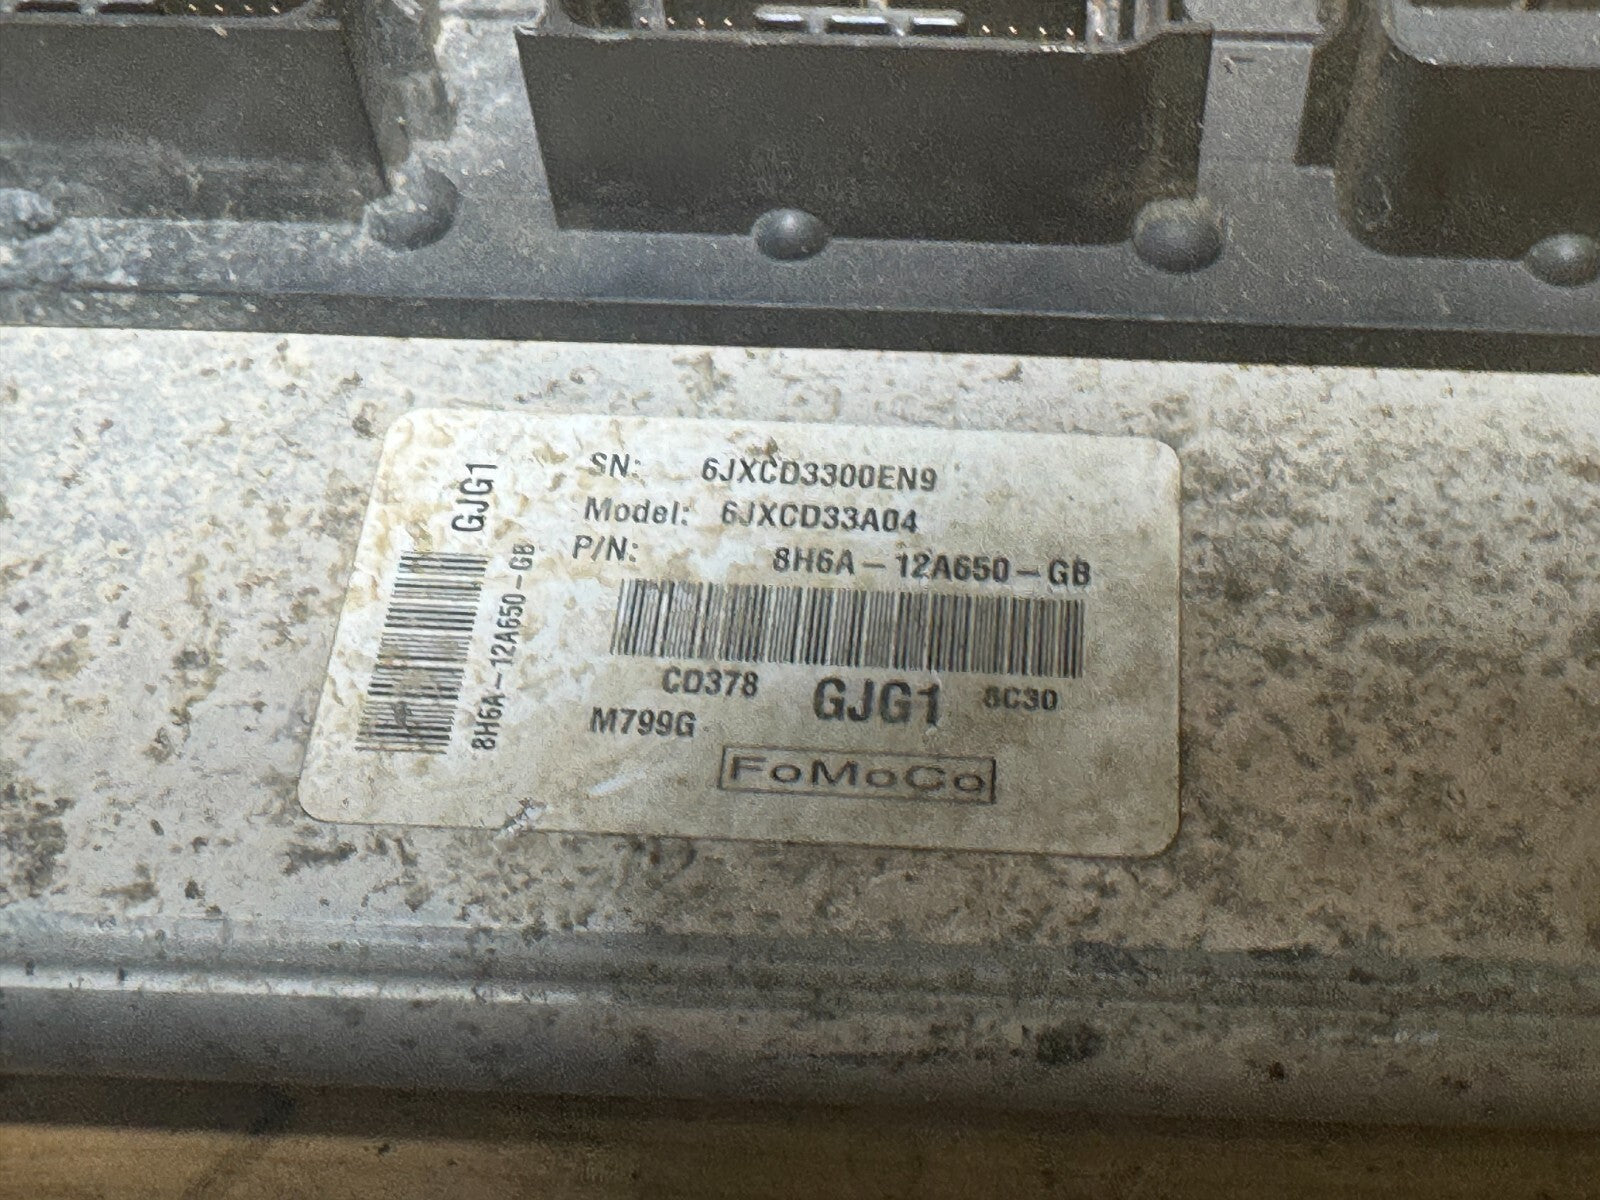 SN: 6JXCD3300EN9
Model: 6JXCD33A04
P/N: 8H6A-12A650-GB
CD378 GJG1 8C30
M799G
FoMoCo
GJG1
8H6A-12A650-GB